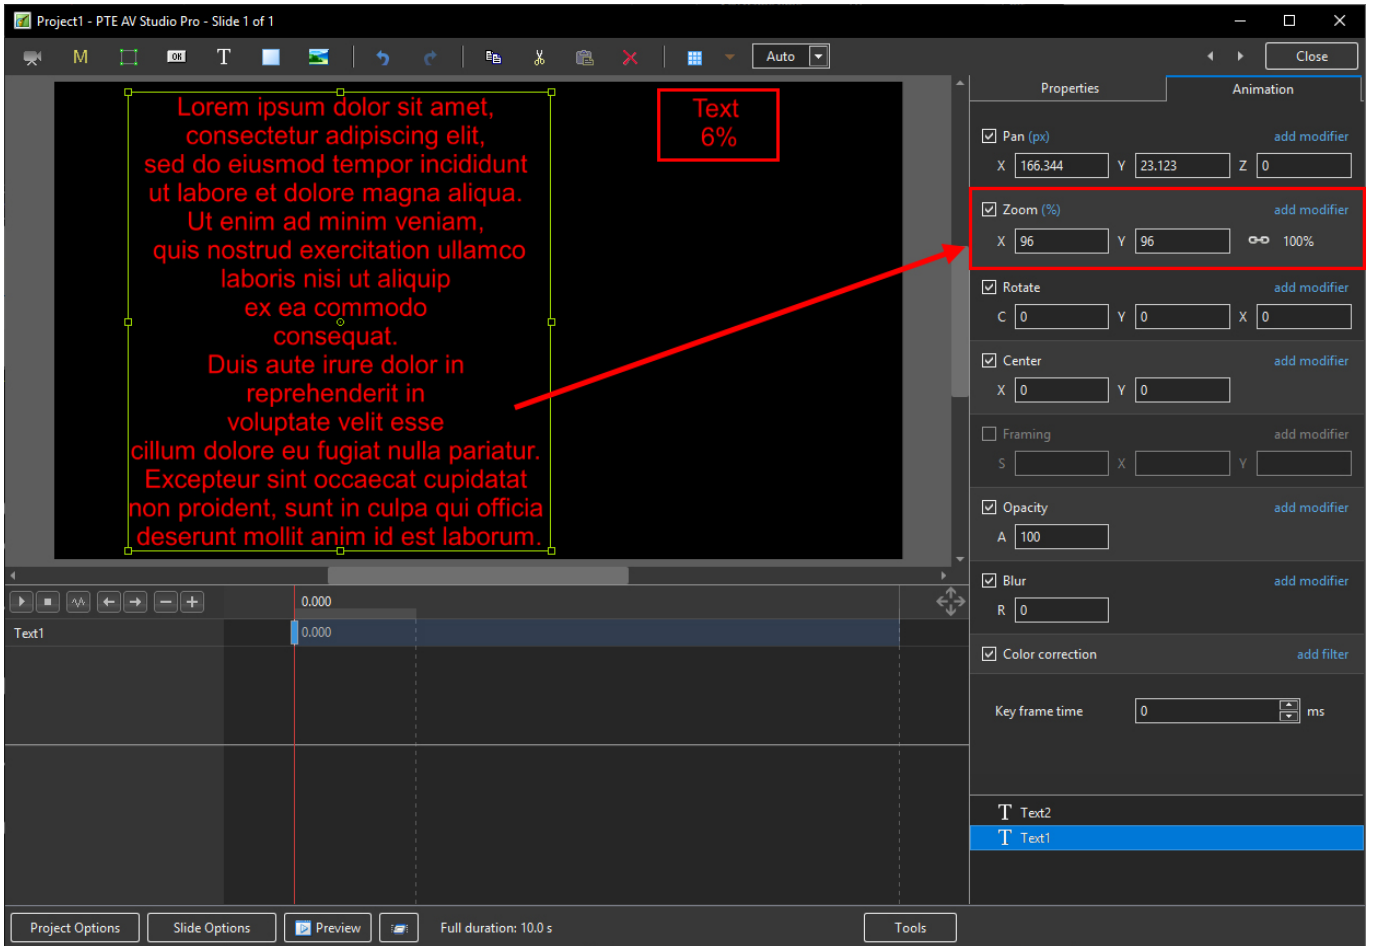 Project1 - PTE AV Studio Pro - Slide 1 of 1
M OK T Auto Close
Lorem ipsum dolor sit amet,
consectetur adipiscing elit,
sed do eiusmod tempor incididunt
ut labore et dolore magna aliqua.
Ut enim ad minim veniam,
quis nostrud exercitation ullamco
laboris nisi ut aliquip
ex ea commodo
consequat.
Duis aute irure dolor in
reprehenderit in
voluptate velit esse
cillum dolore eu fugiat nulla pariatur.
Excepteur sint occaecat cupidatat
non proident, sunt in culpa qui officia
deserunt mollit anim id est laborum.
Text
6%
Properties Animation
Pan (px) add modifier
X 166.344 Y 23.123 Z 0
Zoom (%) add modifier
X 96 Y 96 100%
Rotate add modifier
C 0 Y 0 X 0
Center add modifier
X 0 Y 0
Framing add modifier
S X Y
Opacity add modifier
A 100
Blur add modifier
R 0
Color correction add filter
Key frame time 0 ms
T Text2
T Text1
0.000
Text1 0.000
Project Options Slide Options Preview Full duration: 10.0 s Tools